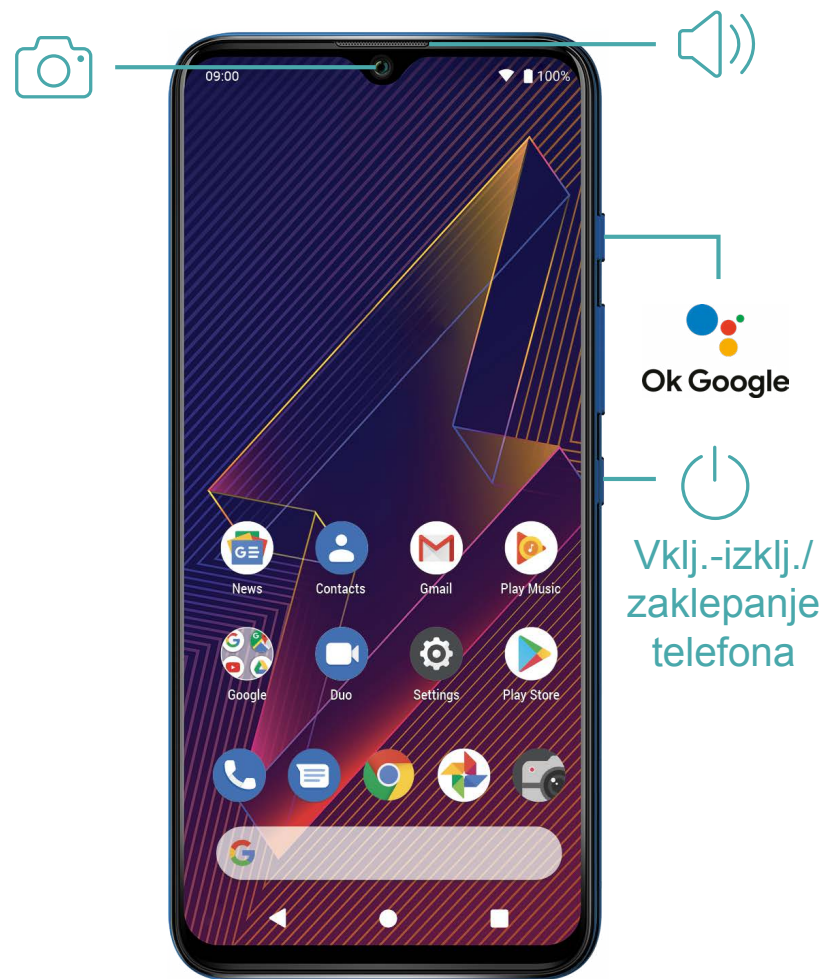 09:00
100%
Ok Google
Vklj.-izklj./
zaklepanje
telefona
News
Contacts
Gmail
Play Music
Google
Duo
Settings
Play Store